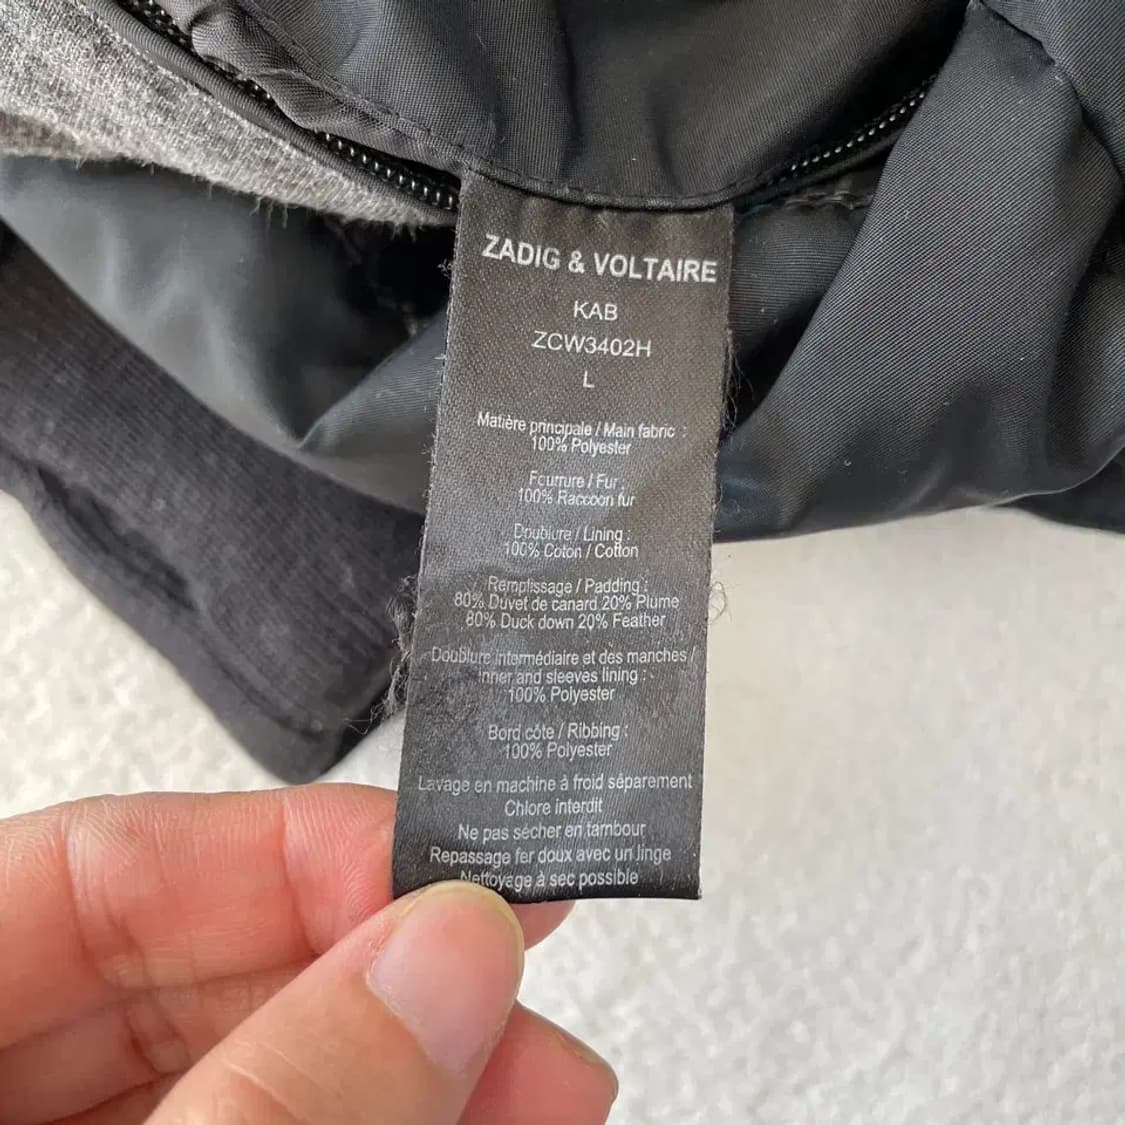 ZADIG & VOLTAIRE
KAB
ZCW3402H
L
Matière principale / Main fabric :
100% Polyester
Fourrure / Fur :
100% Raccoon fur
Doublure / Lining :
100% Coton / Cotton
Remplissage / Padding :
80% Duvet de canard 20% Plume
80% Duck down 20% Feather
Doublure intermédiaire et des manches /
inner and sleeves lining :
100% Polyester
Bord côte / Ribbing :
100% Polyester
Lavage en machine à froid séparement
Chlore interdit
Ne pas sécher en tambour
Repassage fer doux avec un linge
Nettoyage à sec possible